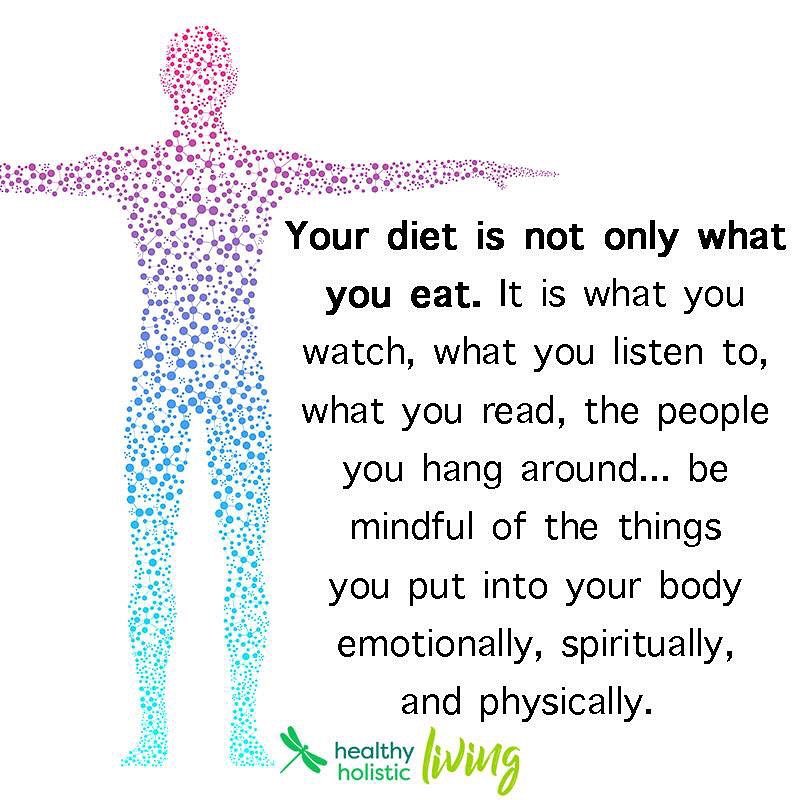 Your diet is not only what
you eat. It is what you
watch, what you listen to,
what you read, the people
you hang around... be
mindful of the things
you put into your body
emotionally, spiritually,
and physically.
healthy
holistic living